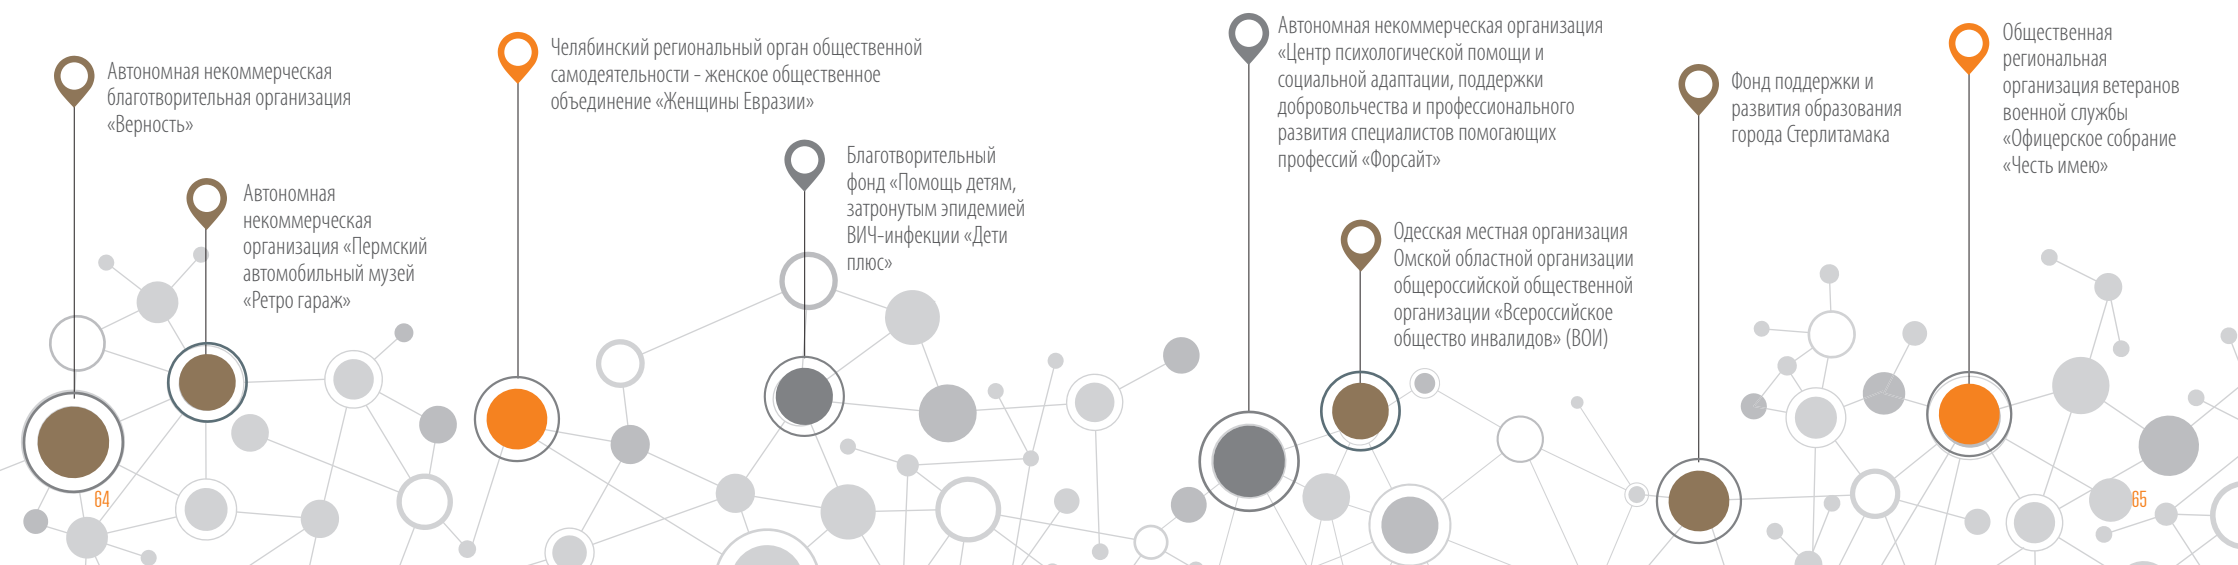 Автономная некоммерческая
благотворительная организация
«Верность»
Автономная
некоммерческая
организация «Пермский
автомобильный музей
«Ретро гараж»
Челябинский региональный орган общественной
самодеятельности - женское общественное
объединение «Женщины Евразии»
Благотворительный
фонд «Помощь детям,
затронутым эпидемией
ВИЧ-инфекции «Дети
плюс»
Автономная некоммерческая организация
«Центр психологической помощи и
социальной адаптации, поддержки
добровольчества и профессионального
развития специалистов помогающих
профессий «Форсайт»
Одесская местная организация
Омской областной организации
общероссийской общественной
организации «Всероссийское
общество инвалидов» (ВОИ)
Фонд поддержки и
развития образования
города Стерлитамака
Общественная
региональная
организация ветеранов
военной службы
«Офицерское собрание
«Честь имею»
64
65